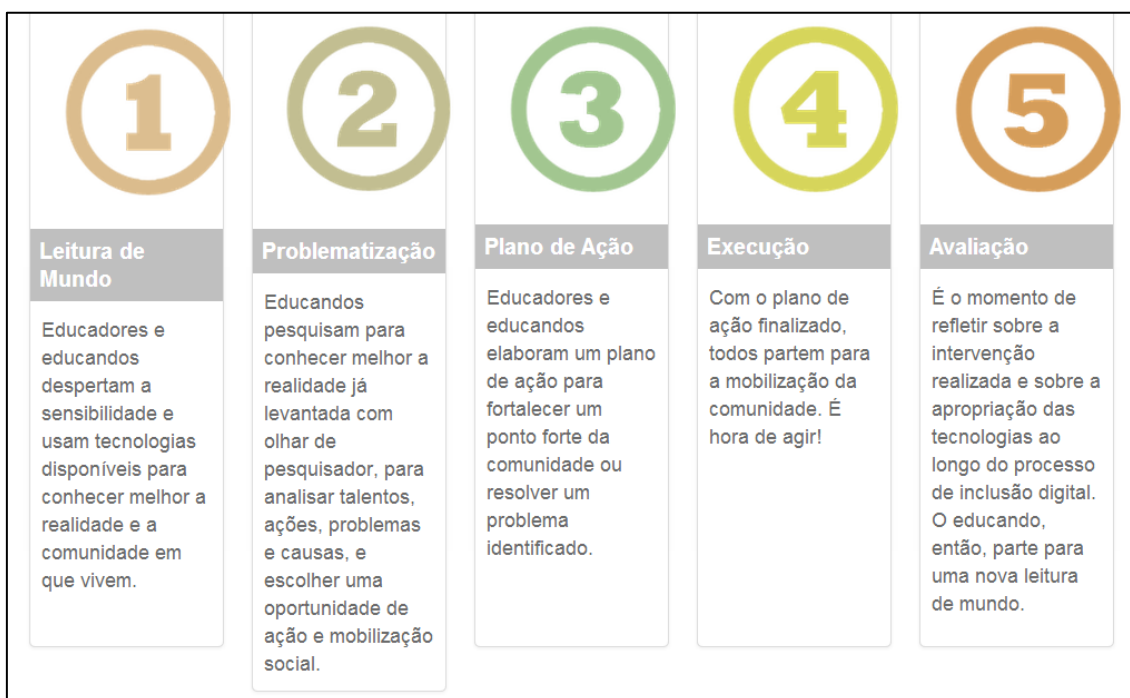 1
Leitura de
Mundo
Educadores e
educandos
despertam a
sensibilidade e
usam tecnologias
disponíveis para
conhecer melhor a
realidade e a
comunidade em
que vivem.
2
Problematização
Educandos
pesquisam para
conhecer melhor a
realidade já
levantada com
olhar de
pesquisador, para
analisar talentos,
ações, problemas
e causas, e
escolher uma
oportunidade de
ação e mobilização
social.
3
Plano de Ação
Educadores e
educandos
elaboram um plano
de ação para
fortalecer um
ponto forte da
comunidade ou
resolver um
problema
identificado.
4
Execução
Com o plano de
ação finalizado,
todos partem para
a mobilização da
comunidade. É
hora de agir!
5
Avaliação
É o momento de
refletir sobre a
intervenção
realizada e sobre a
apropriação das
tecnologias ao
longo do processo
de inclusão digital.
O educando,
então, parte para
uma nova leitura
de mundo.